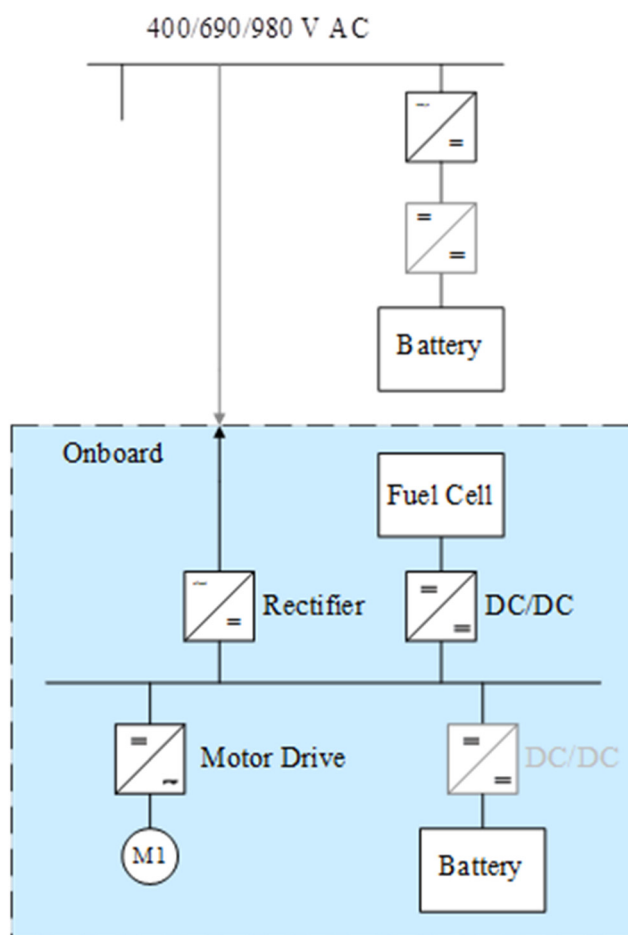 400/690/980 V AC
Battery
Onboard
Fuel Cell
Rectifier
DC/DC
Motor Drive
DC/DC
M1
Battery